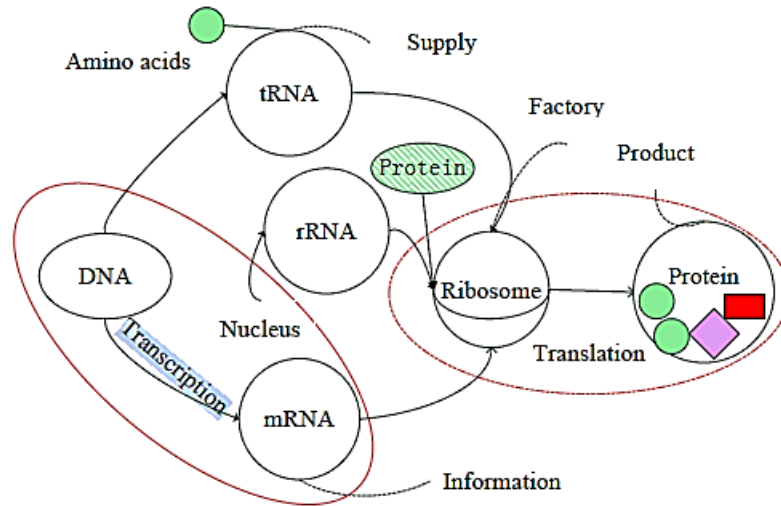 Supply
Amino acids
tRNA
Factory
Product
Protein
rRNA
DNA
Protein
Ribosome
Nucleus
Transcription
Translation
mRNA
Information